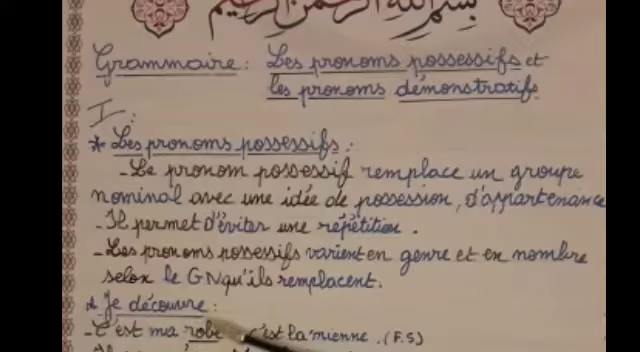 بسم الله الرحمن الرحيم
Grammaire : Les pronoms possessifs et
les pronoms démonstratifs
I :
* Les pronoms possessifs :
- Le pronom possessif remplace un groupe
nominal avec une idée de possession, d'appartenance
- Il permet d'éviter une répétition .
- Les pronoms possessifs varient en genre et en nombre
selon le GN qu'ils remplacent.
* Je découvre :
- C'est ma robe c'est la mienne . (F.S)